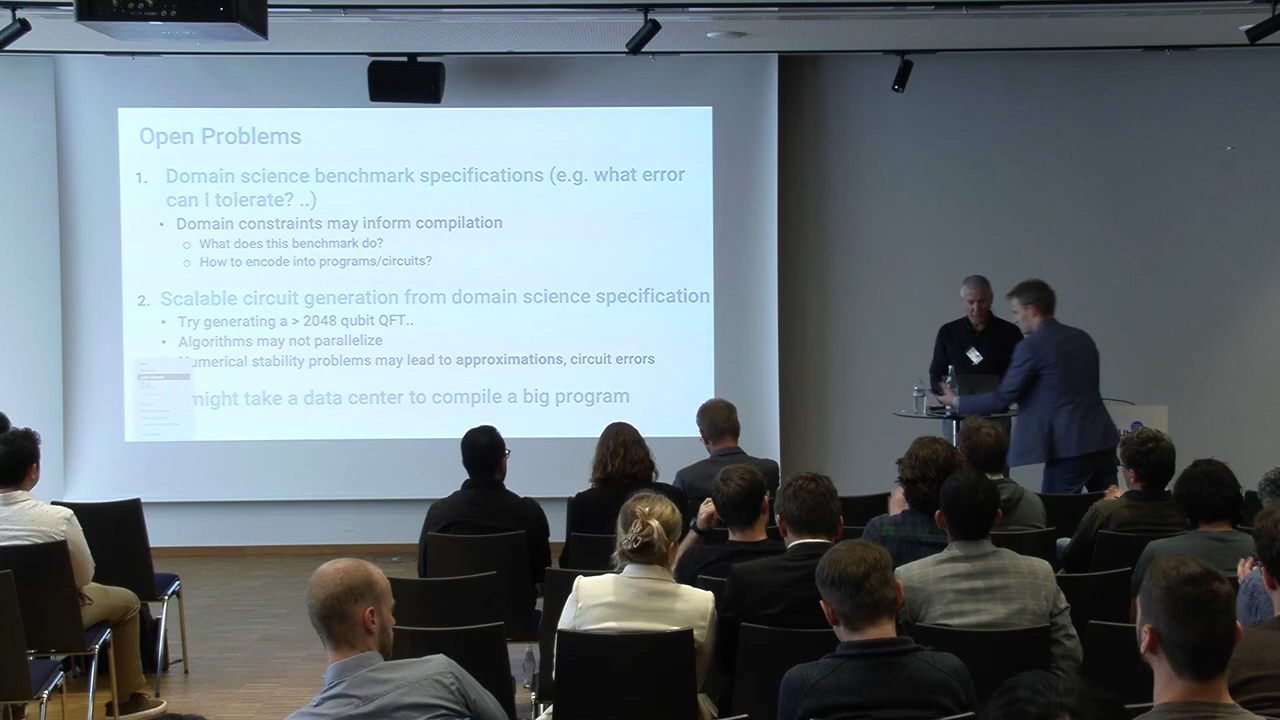 Open Problems
1. Domain science benchmark specifications (e.g. what error
can I tolerate? ..)
• Domain constraints may inform compilation
○ What does this benchmark do?
○ How to encode into programs/circuits?
2. Scalable circuit generation from domain science specification
• Try generating a > 2048 qubit QFT..
• Algorithms may not parallelize
Numerical stability problems may lead to approximations, circuit errors
might take a data center to compile a big program